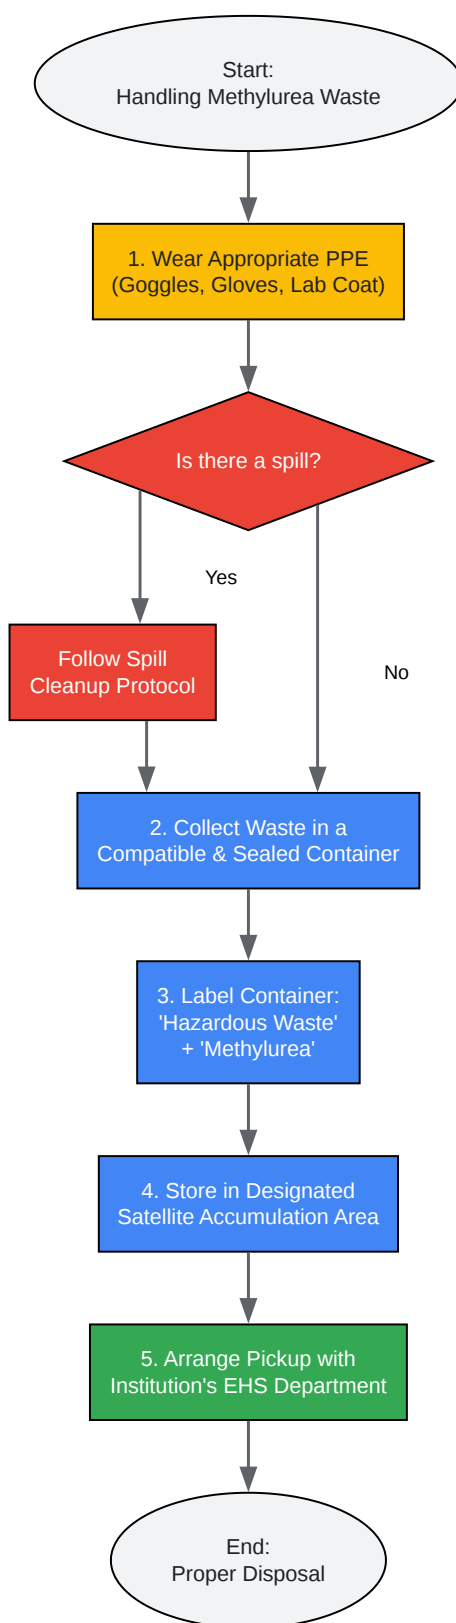 Start:
Handling Methylurea Waste
1. Wear Appropriate PPE
(Goggles, Gloves, Lab Coat)
Is there a spill?
Yes
Follow Spill
Cleanup Protocol
No
2. Collect Waste in a
Compatible & Sealed Container
3. Label Container:
'Hazardous Waste'
+ 'Methylurea'
4. Store in Designated
Satellite Accumulation Area
5. Arrange Pickup with
Institution's EHS Department
End:
Proper Disposal